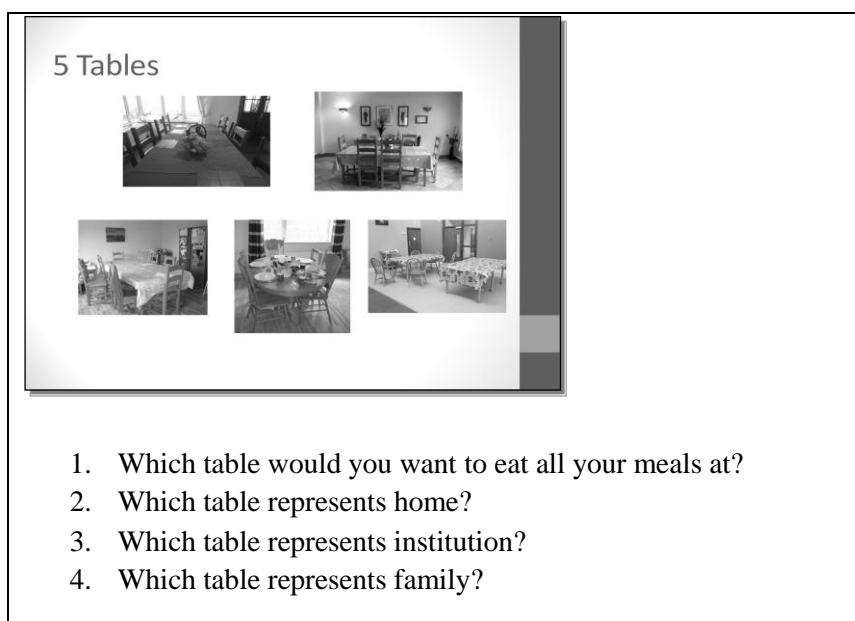 5 Tables
1. Which table would you want to eat all your meals at?
2. Which table represents home?
3. Which table represents institution?
4. Which table represents family?